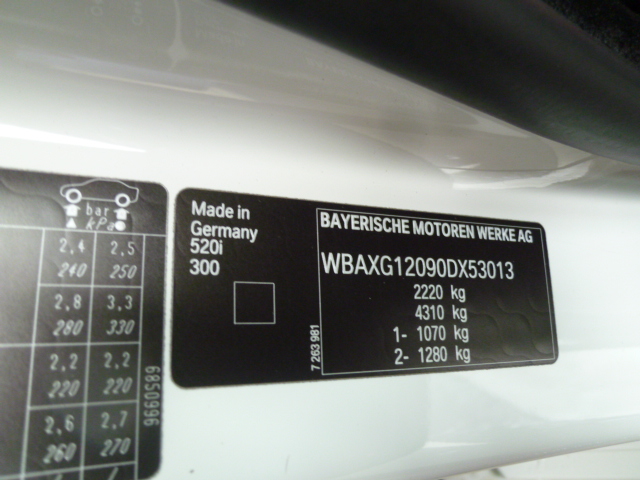 bar
kPa
2,4 2,5
240 250
2,8 3,3
280 330
2,2 2,2
220 220
2,6 2,7
260 270
6850996
Made in
Germany
520i
300
7 263 981
BAYERISCHE MOTOREN WERKE AG
WBAXG12090DX53013
2220 kg
4310 kg
1- 1070 kg
2- 1280 kg